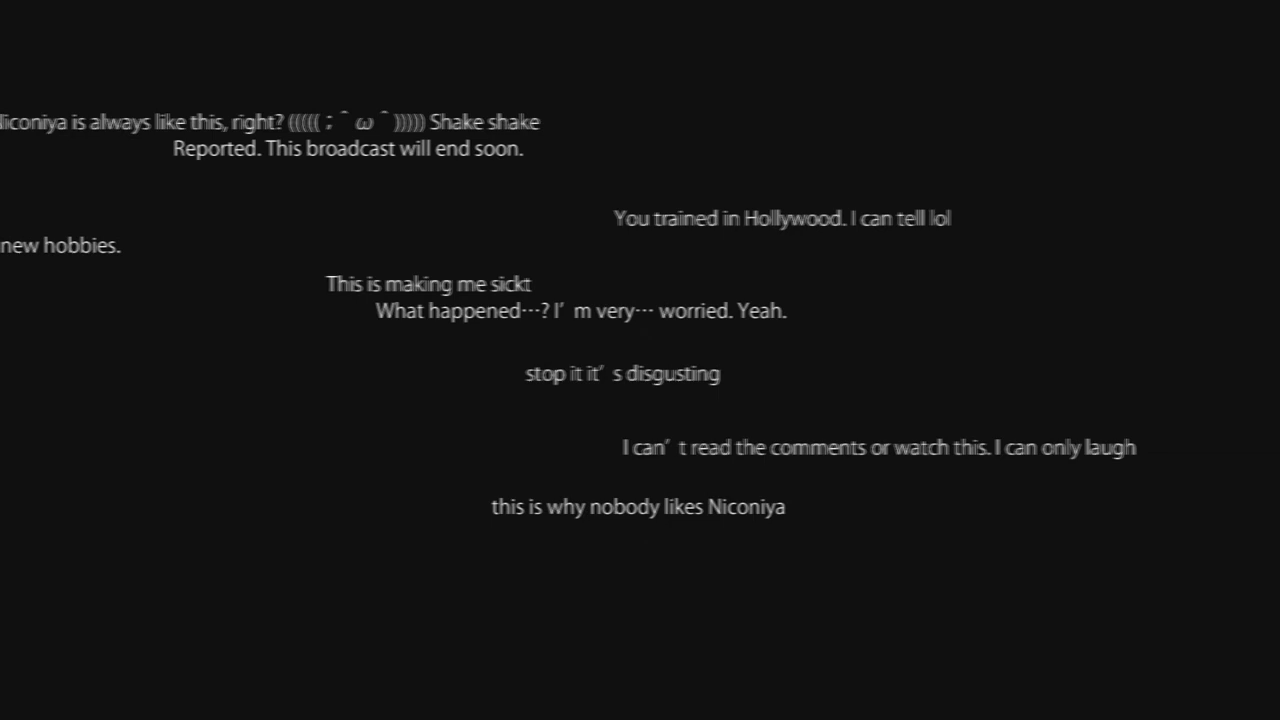 Niconiya is always like this, right? (((((；＾ω＾))))) Shake shake
Reported. This broadcast will end soon.
You trained in Hollywood. I can tell lol
new hobbies.
This is making me sickt
What happened…? I’m very… worried. Yeah.
stop it it’s disgusting
I can’t read the comments or watch this. I can only laugh
this is why nobody likes Niconiya